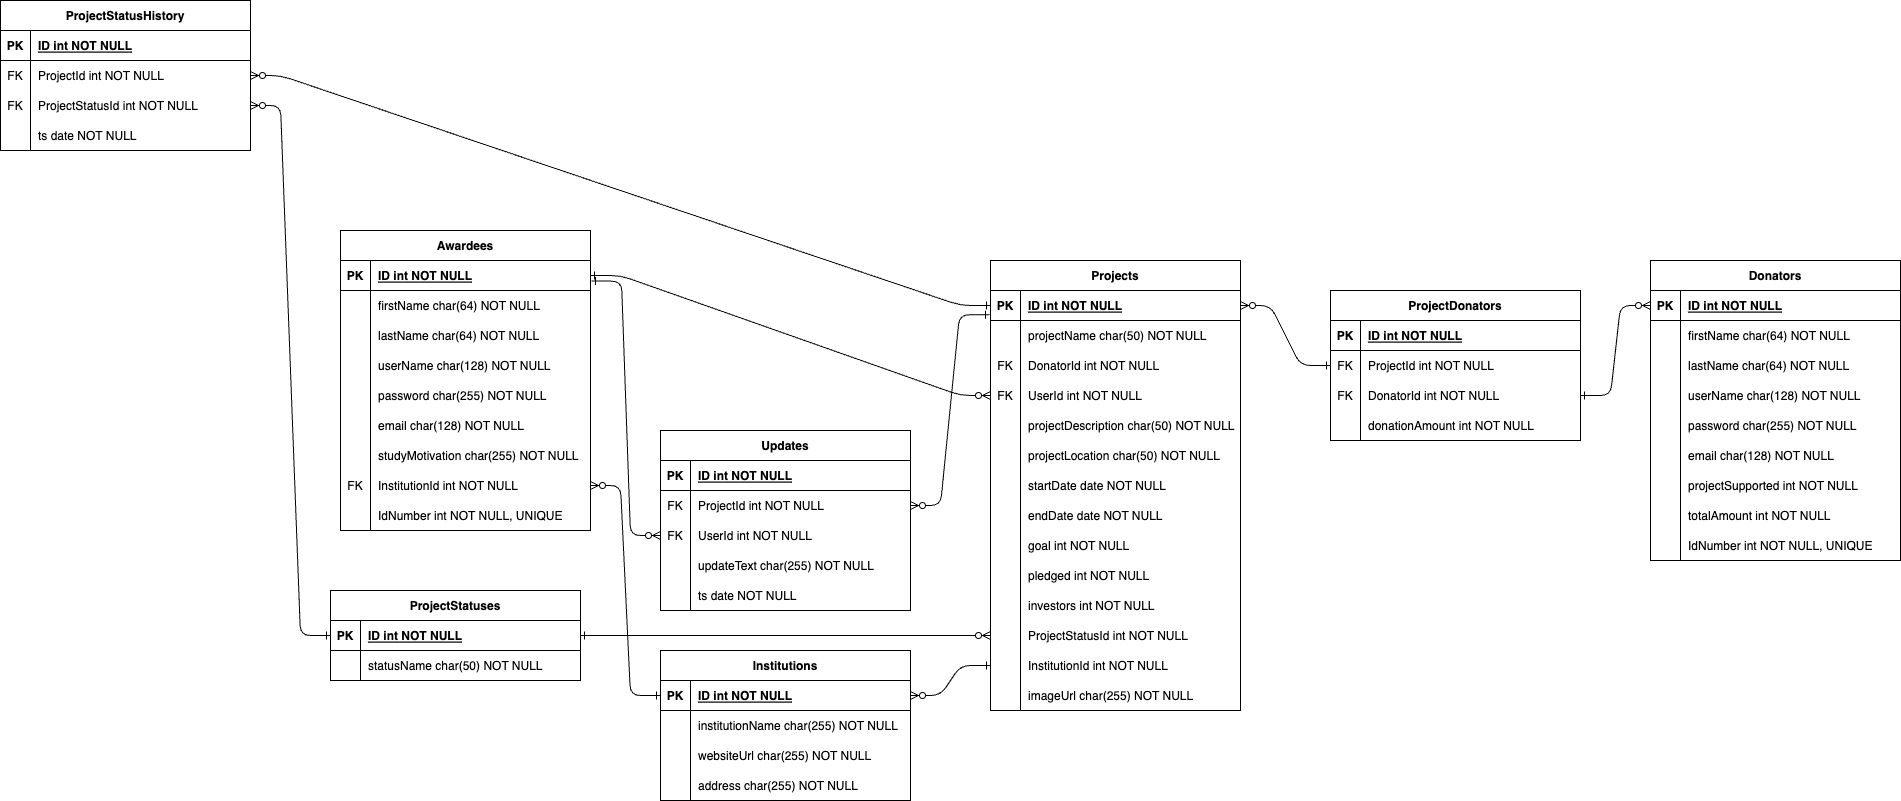 ProjectStatusHistory
PK ID int NOT NULL
FK ProjectId int NOT NULL
FK ProjectStatusId int NOT NULL
ts date NOT NULL
Awardees
PK ID int NOT NULL
firstName char(64) NOT NULL
lastName char(64) NOT NULL
userName char(128) NOT NULL
password char(255) NOT NULL
email char(128) NOT NULL
studyMotivation char(255) NOT NULL
FK InstitutionId int NOT NULL
IdNumber int NOT NULL, UNIQUE
ProjectStatuses
PK ID int NOT NULL
statusName char(50) NOT NULL
Updates
PK ID int NOT NULL
FK ProjectId int NOT NULL
FK UserId int NOT NULL
updateText char(255) NOT NULL
ts date NOT NULL
Institutions
PK ID int NOT NULL
institutionName char(255) NOT NULL
websiteUrl char(255) NOT NULL
address char(255) NOT NULL
Projects
PK ID int NOT NULL
projectName char(50) NOT NULL
FK DonatorId int NOT NULL
FK UserId int NOT NULL
projectDescription char(50) NOT NULL
projectLocation char(50) NOT NULL
startDate date NOT NULL
endDate date NOT NULL
goal int NOT NULL
pledged int NOT NULL
investors int NOT NULL
ProjectStatusId int NOT NULL
InstitutionId int NOT NULL
imageUrl char(255) NOT NULL
ProjectDonators
PK ID int NOT NULL
FK ProjectId int NOT NULL
FK DonatorId int NOT NULL
donationAmount int NOT NULL
Donators
PK ID int NOT NULL
firstName char(64) NOT NULL
lastName char(64) NOT NULL
userName char(128) NOT NULL
password char(255) NOT NULL
email char(128) NOT NULL
projectSupported int NOT NULL
totalAmount int NOT NULL
IdNumber int NOT NULL, UNIQUE